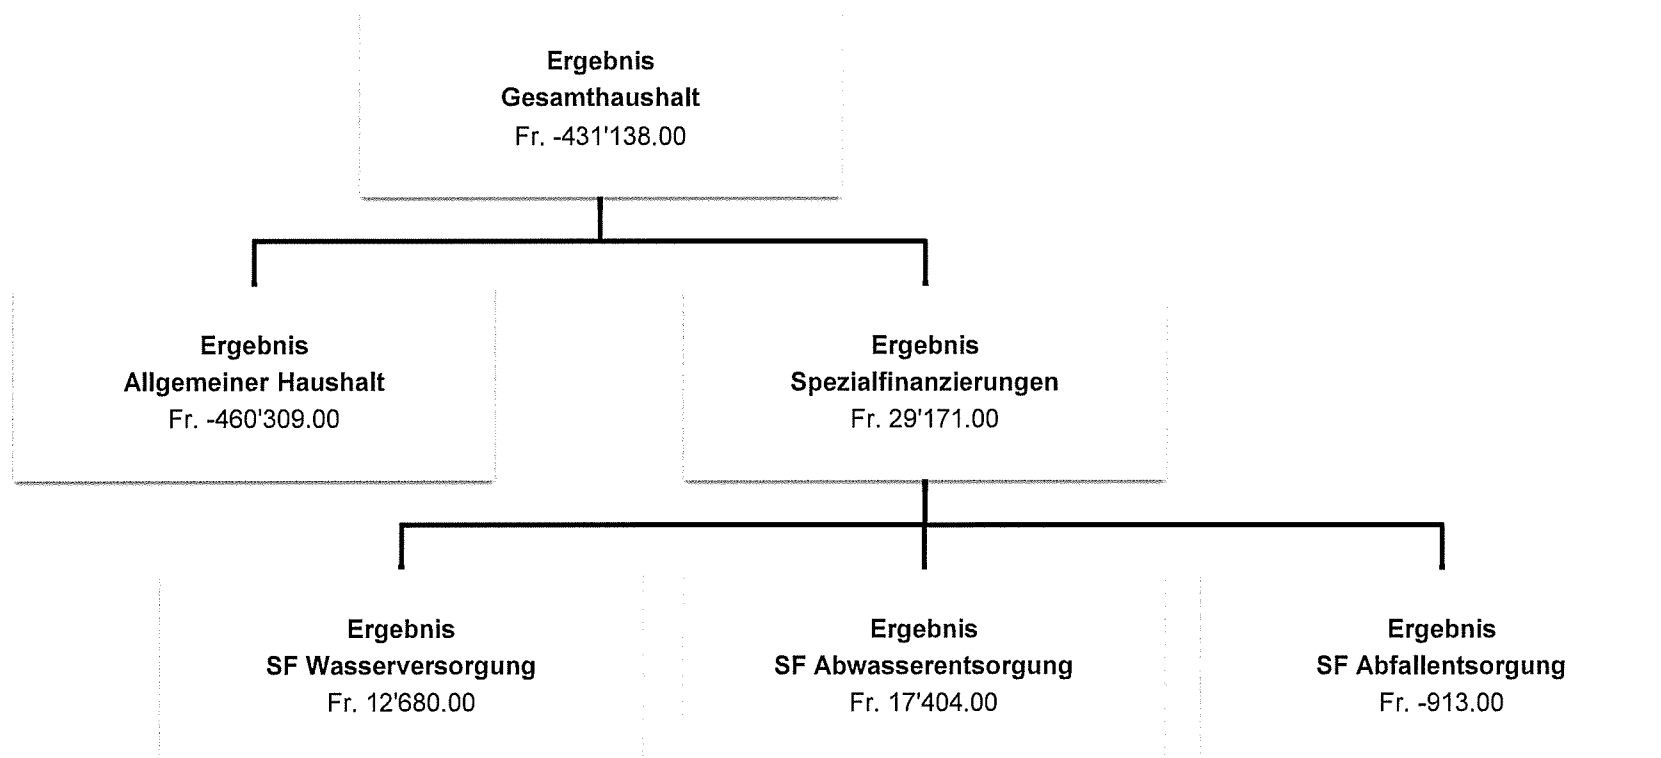 Ergebnis
Gesamthaushalt
Fr. -431'138.00
Ergebnis
Allgemeiner Haushalt
Fr. -460'309.00
Ergebnis
Spezialfinanzierungen
Fr. 29'171.00
Ergebnis
SF Wasserversorgung
Fr. 12'680.00
Ergebnis
SF Abwasserentsorgung
Fr. 17'404.00
Ergebnis
SF Abfallentsorgung
Fr. -913.00